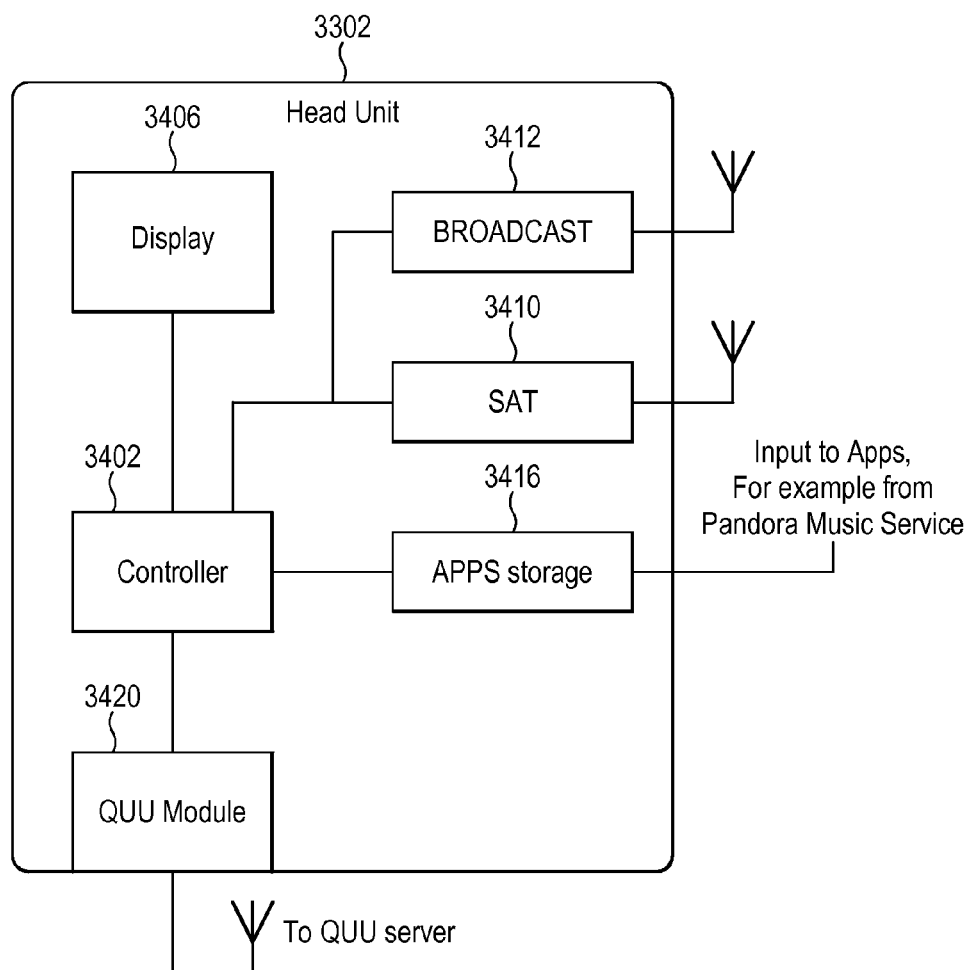 3302
Head Unit
3406
Display
3412
BROADCAST
3410
SAT
3402
Controller
3416
APPS storage
Input to Apps,
For example from
Pandora Music Service
3420
QUU Module
To QUU server